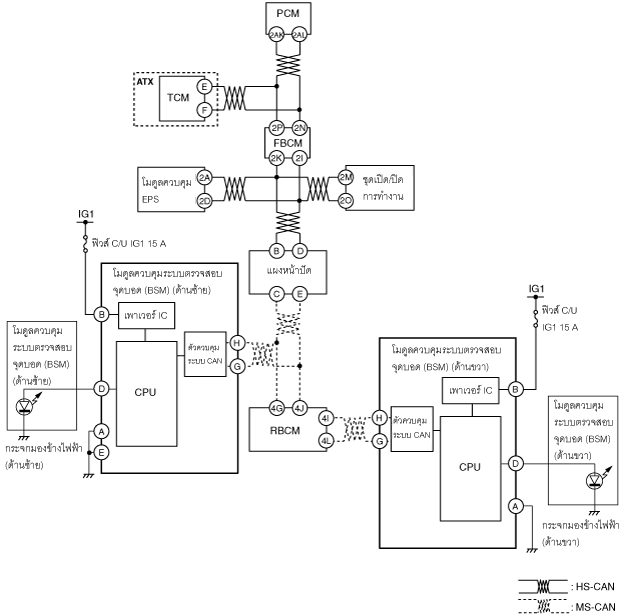 PCM
2AK 2AL
ATX
TCM
E
F
2P 2N
FBCM
2K 2I
โมดูลควบคุม
EPS
2A
2D
2M
2O
ชุดเปิด/ปิด
การทำงาน
IG1
ฟิวส์ C/U IG1 15 A
B D
แผงหน้าปัด
C E
โมดูลควบคุมระบบตรวจสอบ
จุดบอด (BSM) (ด้านซ้าย)
B
เพาเวอร์ IC
CPU
ตัวควบคุม
ระบบ CAN
H
G
D
A
E
โมดูลควบคุม
ระบบตรวจสอบ
จุดบอด (BSM)
(ด้านซ้าย)
กระจกมองข้างไฟฟ้า
(ด้านซ้าย)
4G 4J
RBCM
4I
4L
IG1
ฟิวส์ C/U
IG1 15 A
โมดูลควบคุมระบบตรวจสอบ
จุดบอด (BSM) (ด้านขวา)
B
เพาเวอร์ IC
H
G
ตัวควบคุม
ระบบ CAN
CPU
D
A
โมดูลควบคุม
ระบบตรวจสอบ
จุดบอด (BSM)
(ด้านขวา)
กระจกมองข้างไฟฟ้า
(ด้านขวา)
: HS-CAN
: MS-CAN